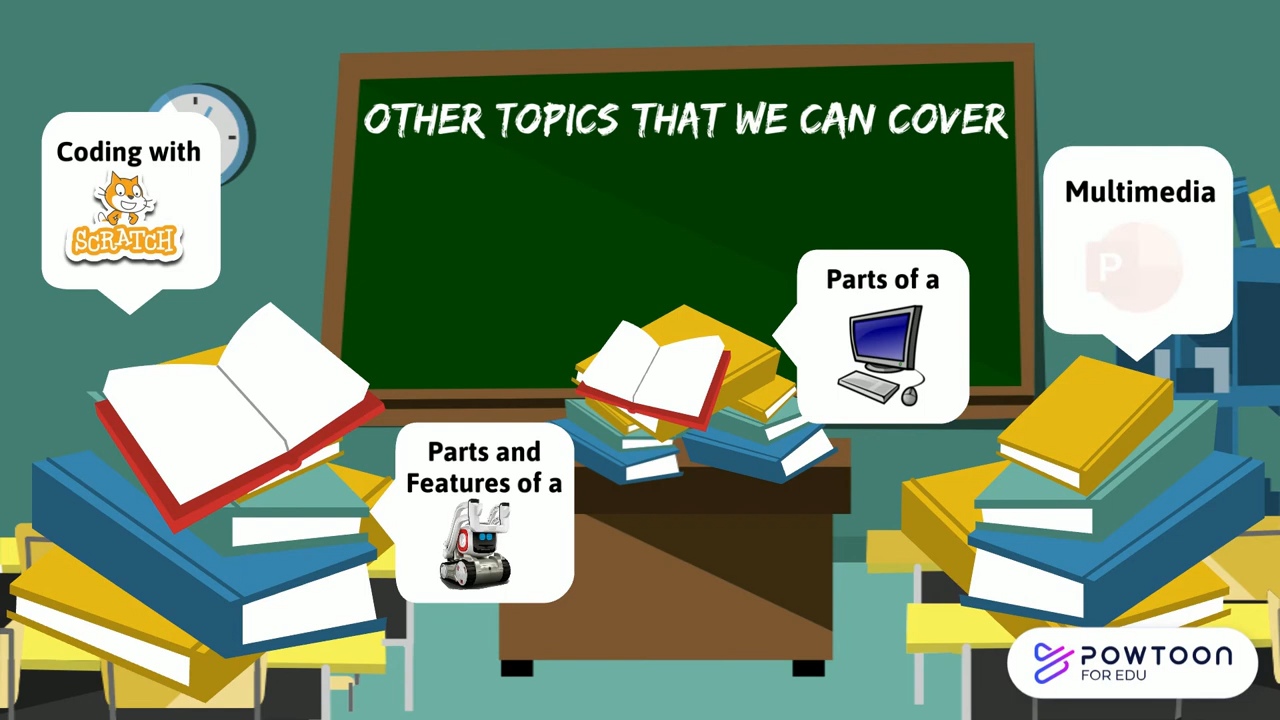 OTHER TOPICS THAT WE CAN COVER
Coding with
SCRATCH
Multimedia
P
Parts of a
Parts and
Features of a
POWTOON
FOR EDU